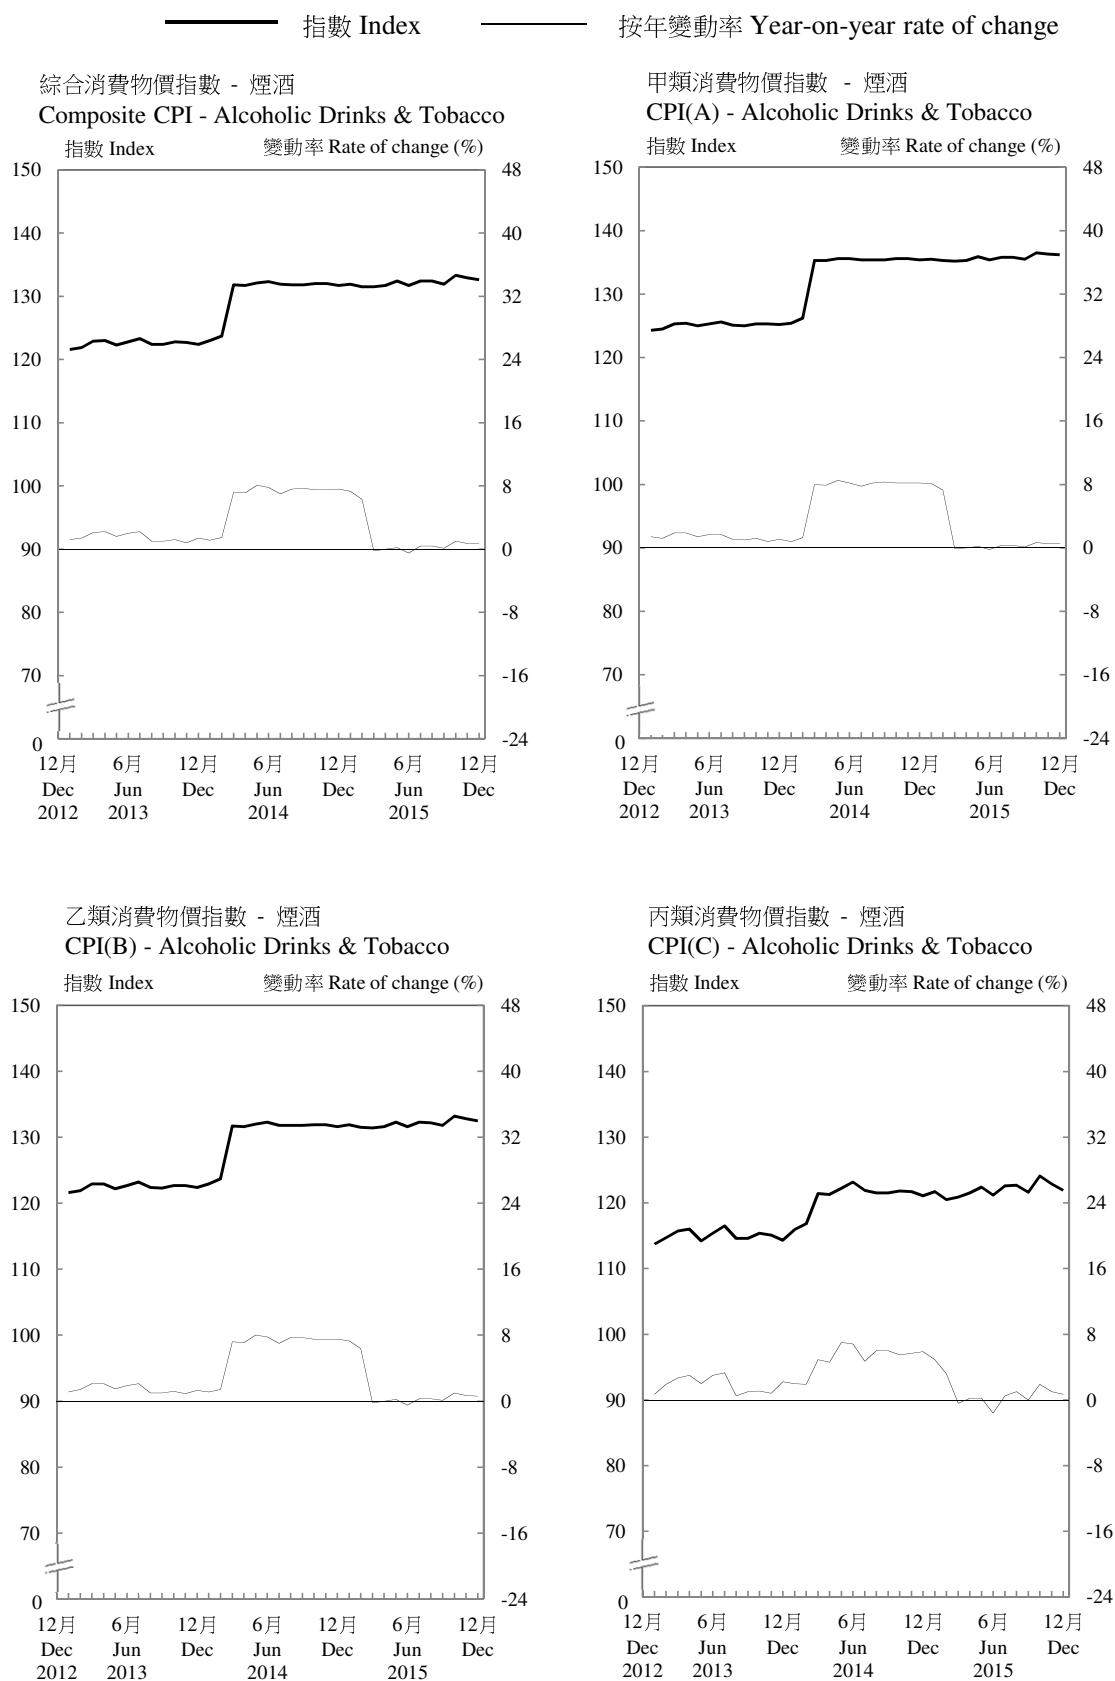 指數 Index
按年變動率 Year-on-year rate of change
綜合消費物價指數 - 煙酒
Composite CPI - Alcoholic Drinks & Tobacco
指數 Index
變動率 Rate of change (%)
150
48
140
40
130
32
120
24
110
16
100
8
90
0
80
-8
70
-16
0
-24
12月
6月
12月
6月
12月
6月
12月
Dec
Jun
Dec
Jun
Dec
Jun
Dec
2012
2013
2014
2015
甲類消費物價指數 - 煙酒
CPI(A) - Alcoholic Drinks & Tobacco
指數 Index
變動率 Rate of change (%)
150
48
140
40
130
32
120
24
110
16
100
8
90
0
80
-8
70
-16
0
-24
12月
6月
12月
6月
12月
6月
12月
Dec
Jun
Dec
Jun
Dec
Jun
Dec
2012
2013
2014
2015
乙類消費物價指數 - 煙酒
CPI(B) - Alcoholic Drinks & Tobacco
指數 Index
變動率 Rate of change (%)
150
48
140
40
130
32
120
24
110
16
100
8
90
0
80
-8
70
-16
0
-24
12月
6月
12月
6月
12月
6月
12月
Dec
Jun
Dec
Jun
Dec
Jun
Dec
2012
2013
2014
2015
丙類消費物價指數 - 煙酒
CPI(C) - Alcoholic Drinks & Tobacco
指數 Index
變動率 Rate of change (%)
150
48
140
40
130
32
120
24
110
16
100
8
90
0
80
-8
70
-16
0
-24
12月
6月
12月
6月
12月
6月
12月
Dec
Jun
Dec
Jun
Dec
Jun
Dec
2012
2013
2014
2015